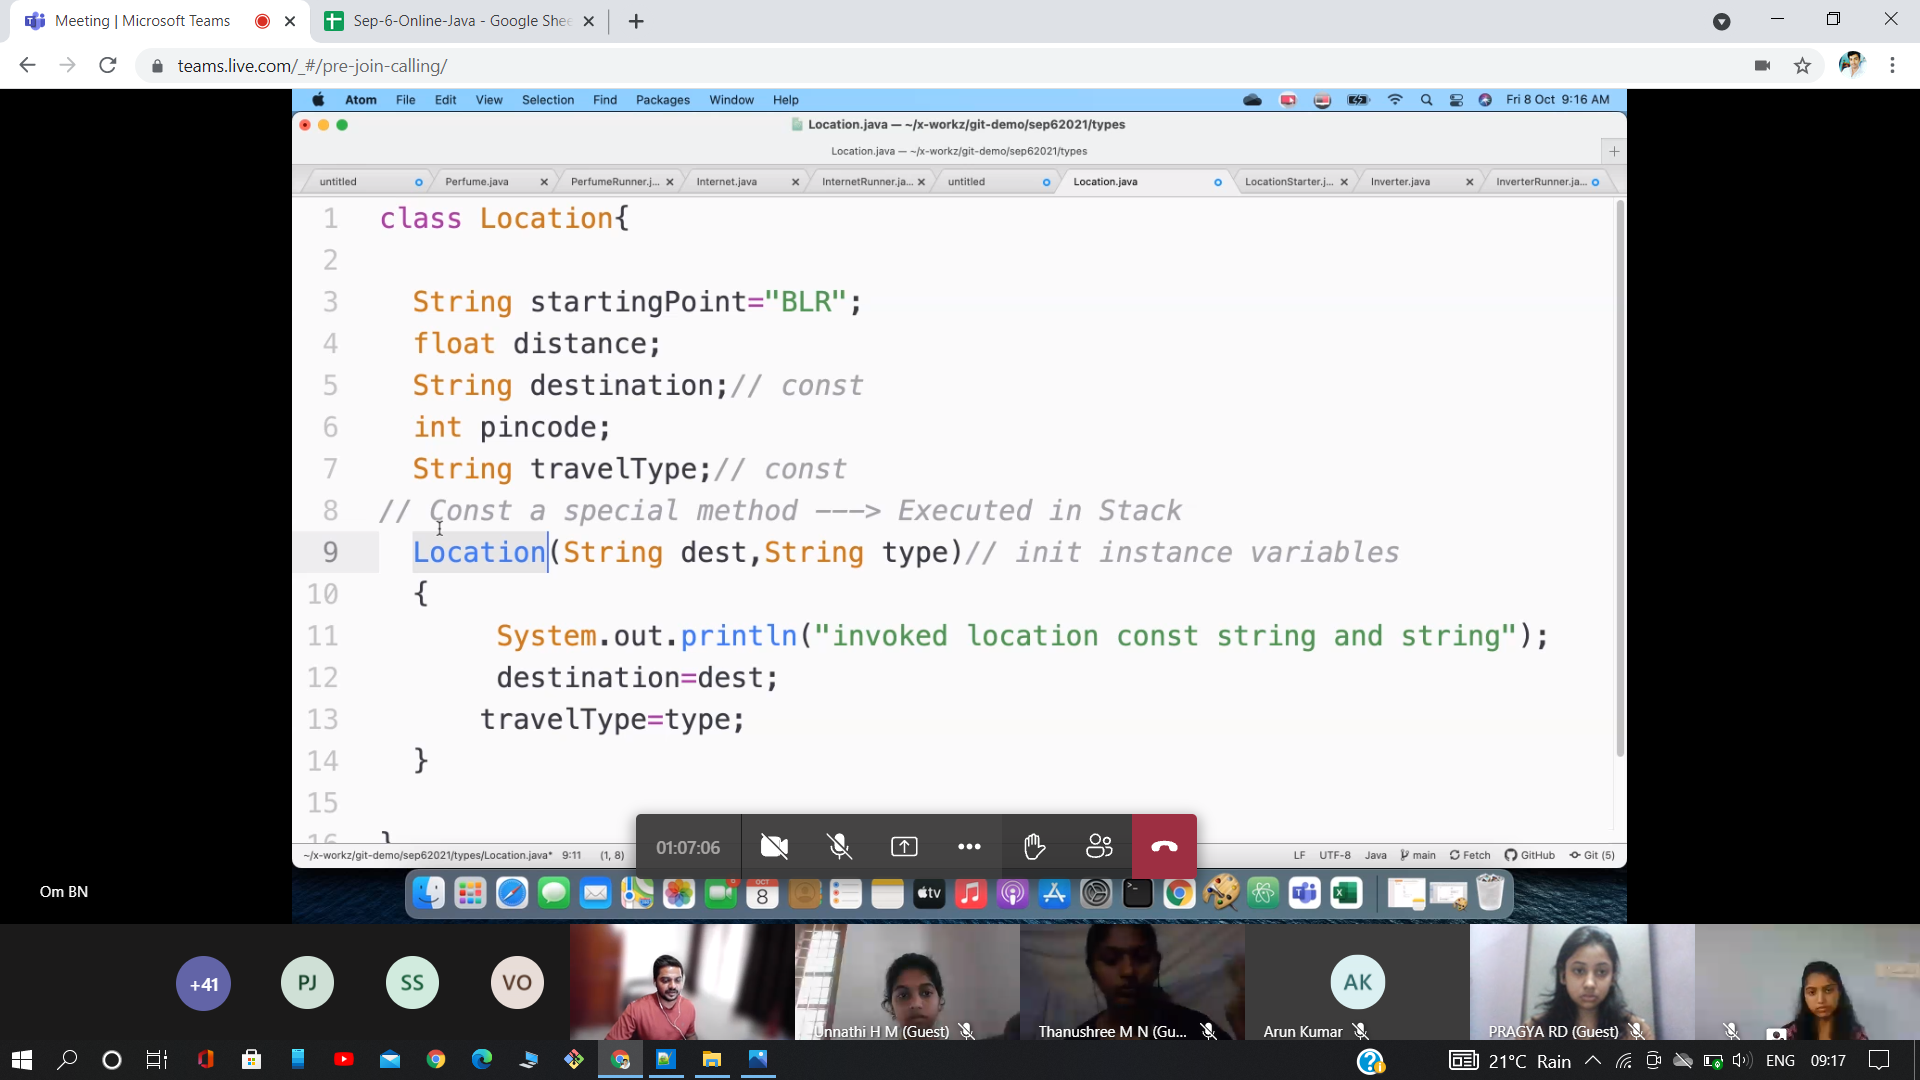 Meeting | Microsoft Teams
Sep-6-Online-Java - Google Shee
teams.live.com/_#/pre-join-calling/
Atom File Edit View Selection Find Packages Window Help
Fri 8 Oct 9:16 AM
Location.java — ~/x-workz/git-demo/sep62021/types
Location.java — ~/x-workz/git-demo/sep62021/types
untitled Perfume.java PerfumeRunner.j... Internet.java InternetRunner.ja... untitled Location.java LocationStarter.j... Inverter.java InverterRunner.ja...
1 class Location{
2
3 String startingPoint="BLR";
4 float distance;
5 String destination;// const
6 int pincode;
7 String travelType;// const
8 // Const a special method ---> Executed in Stack
9 Location(String dest,String type)// init instance variables
10 {
11 System.out.println("invoked location const string and string");
12 destination=dest;
13 travelType=type;
14 }
15
16 }
01:07:06
~/x-workz/git-demo/sep62021/types/Location.java* 9:11 (1, 8)
LF UTF-8 Java main Fetch GitHub Git (5)
OCT
8
tv
Om BN
+41 PJ SS VO AK
Unnathi H M (Guest)
Thanushree M N (Gu...
Arun Kumar
PRAGYA RD (Guest)
21°C Rain
ENG 09:17